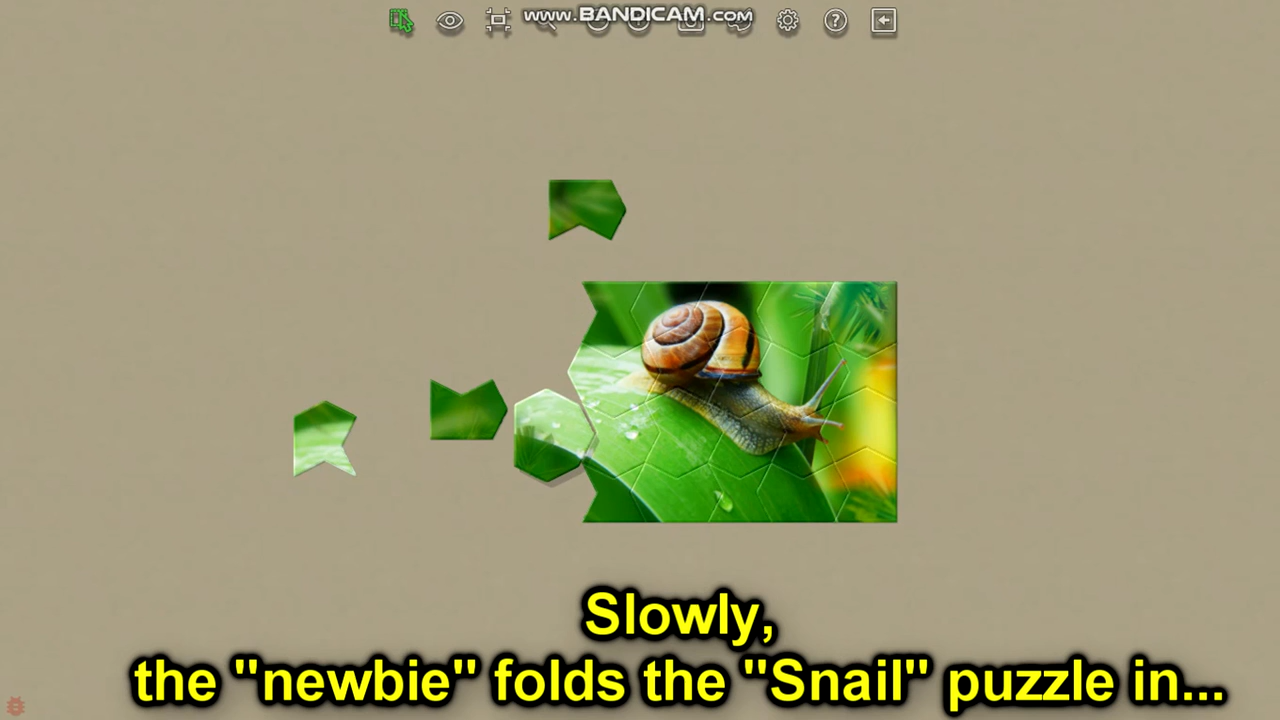 www.BANDICAM.com
Slowly,
the "newbie" folds the "Snail" puzzle in...